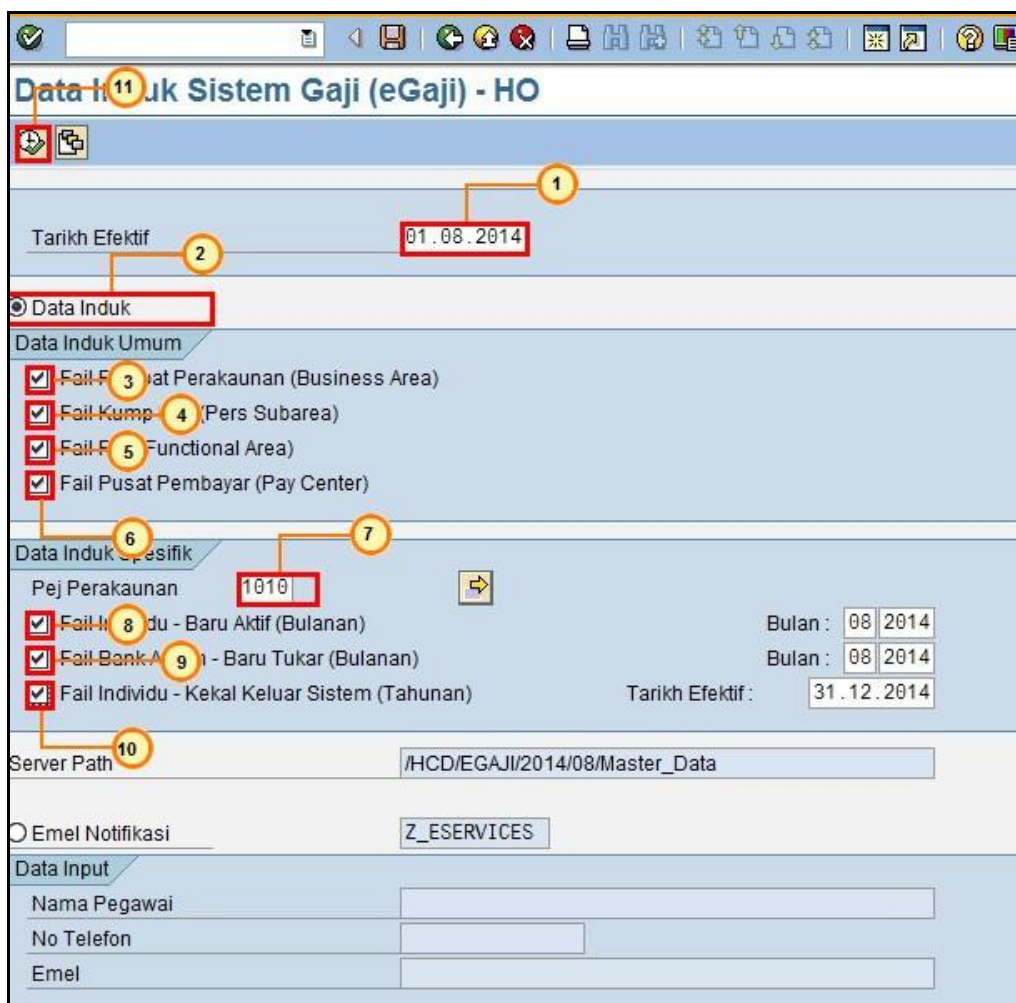 Data Induk Sistem Gaji (eGaji) - HO
11
1
Tarikh Efektif
01.08.2014
2
Data Induk
Data Induk Umum
Fail pat Perakaunan (Business Area)
3
Fail Kump (Pers Subarea)
4
Fail Functional Area)
5
Fail Pusat Pembayar (Pay Center)
6
7
Data Induk Spesifik
Pej Perakaunan 1010
Fail Individu - Baru Aktif (Bulanan) Bulan : 08 2014
8
Fail Bank - Baru Tukar (Bulanan) Bulan : 08 2014
9
Fail Individu - Kekal Keluar Sistem (Tahunan) Tarikh Efektif : 31.12.2014
10
Server Path /HCD/EGAJI/2014/08/Master_Data
Emel Notifikasi Z_ESERVICES
Data Input
Nama Pegawai
No Telefon
Emel